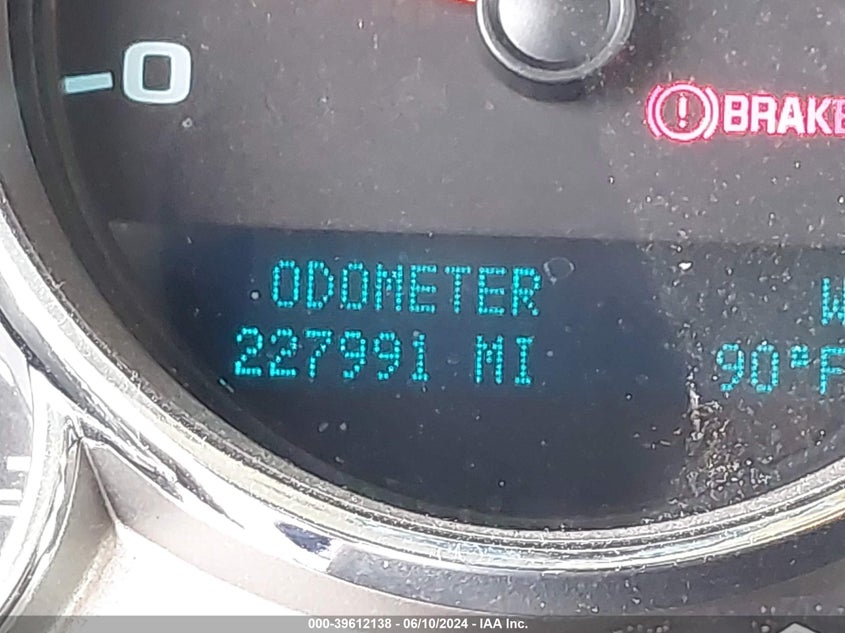 0
BRAKE
ODOMETER
W
227991 MI
90°F
000-39612138 - 06/10/2024 - IAA Inc.